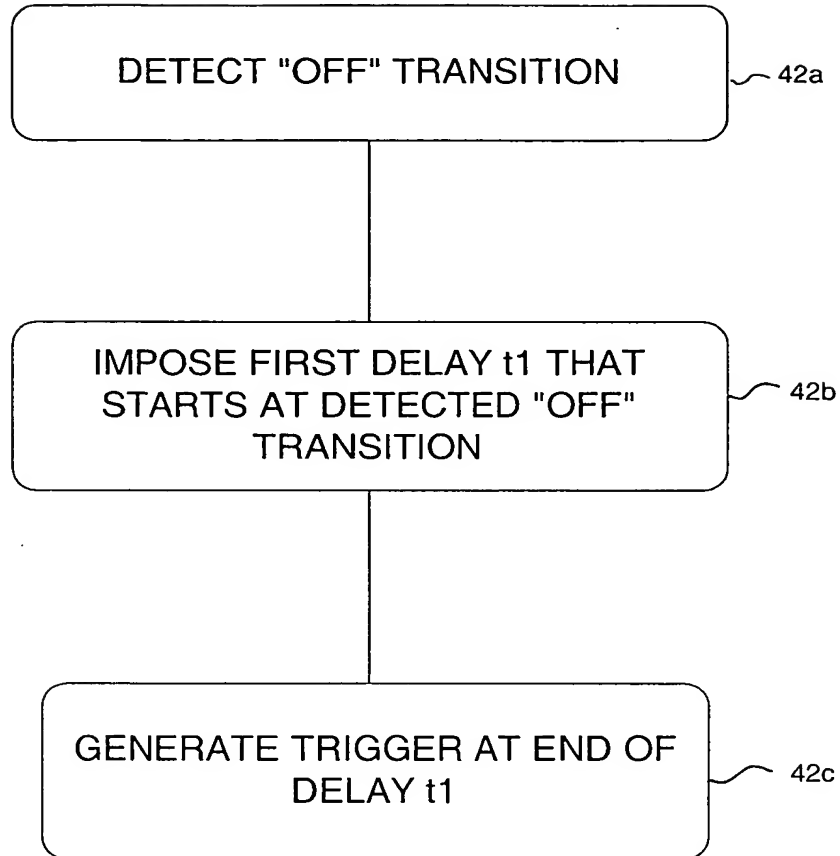 DETECT "OFF" TRANSITION
42a
IMPOSE FIRST DELAY t1 THAT
STARTS AT DETECTED "OFF"
TRANSITION
42b
GENERATE TRIGGER AT END OF
DELAY t1
42c